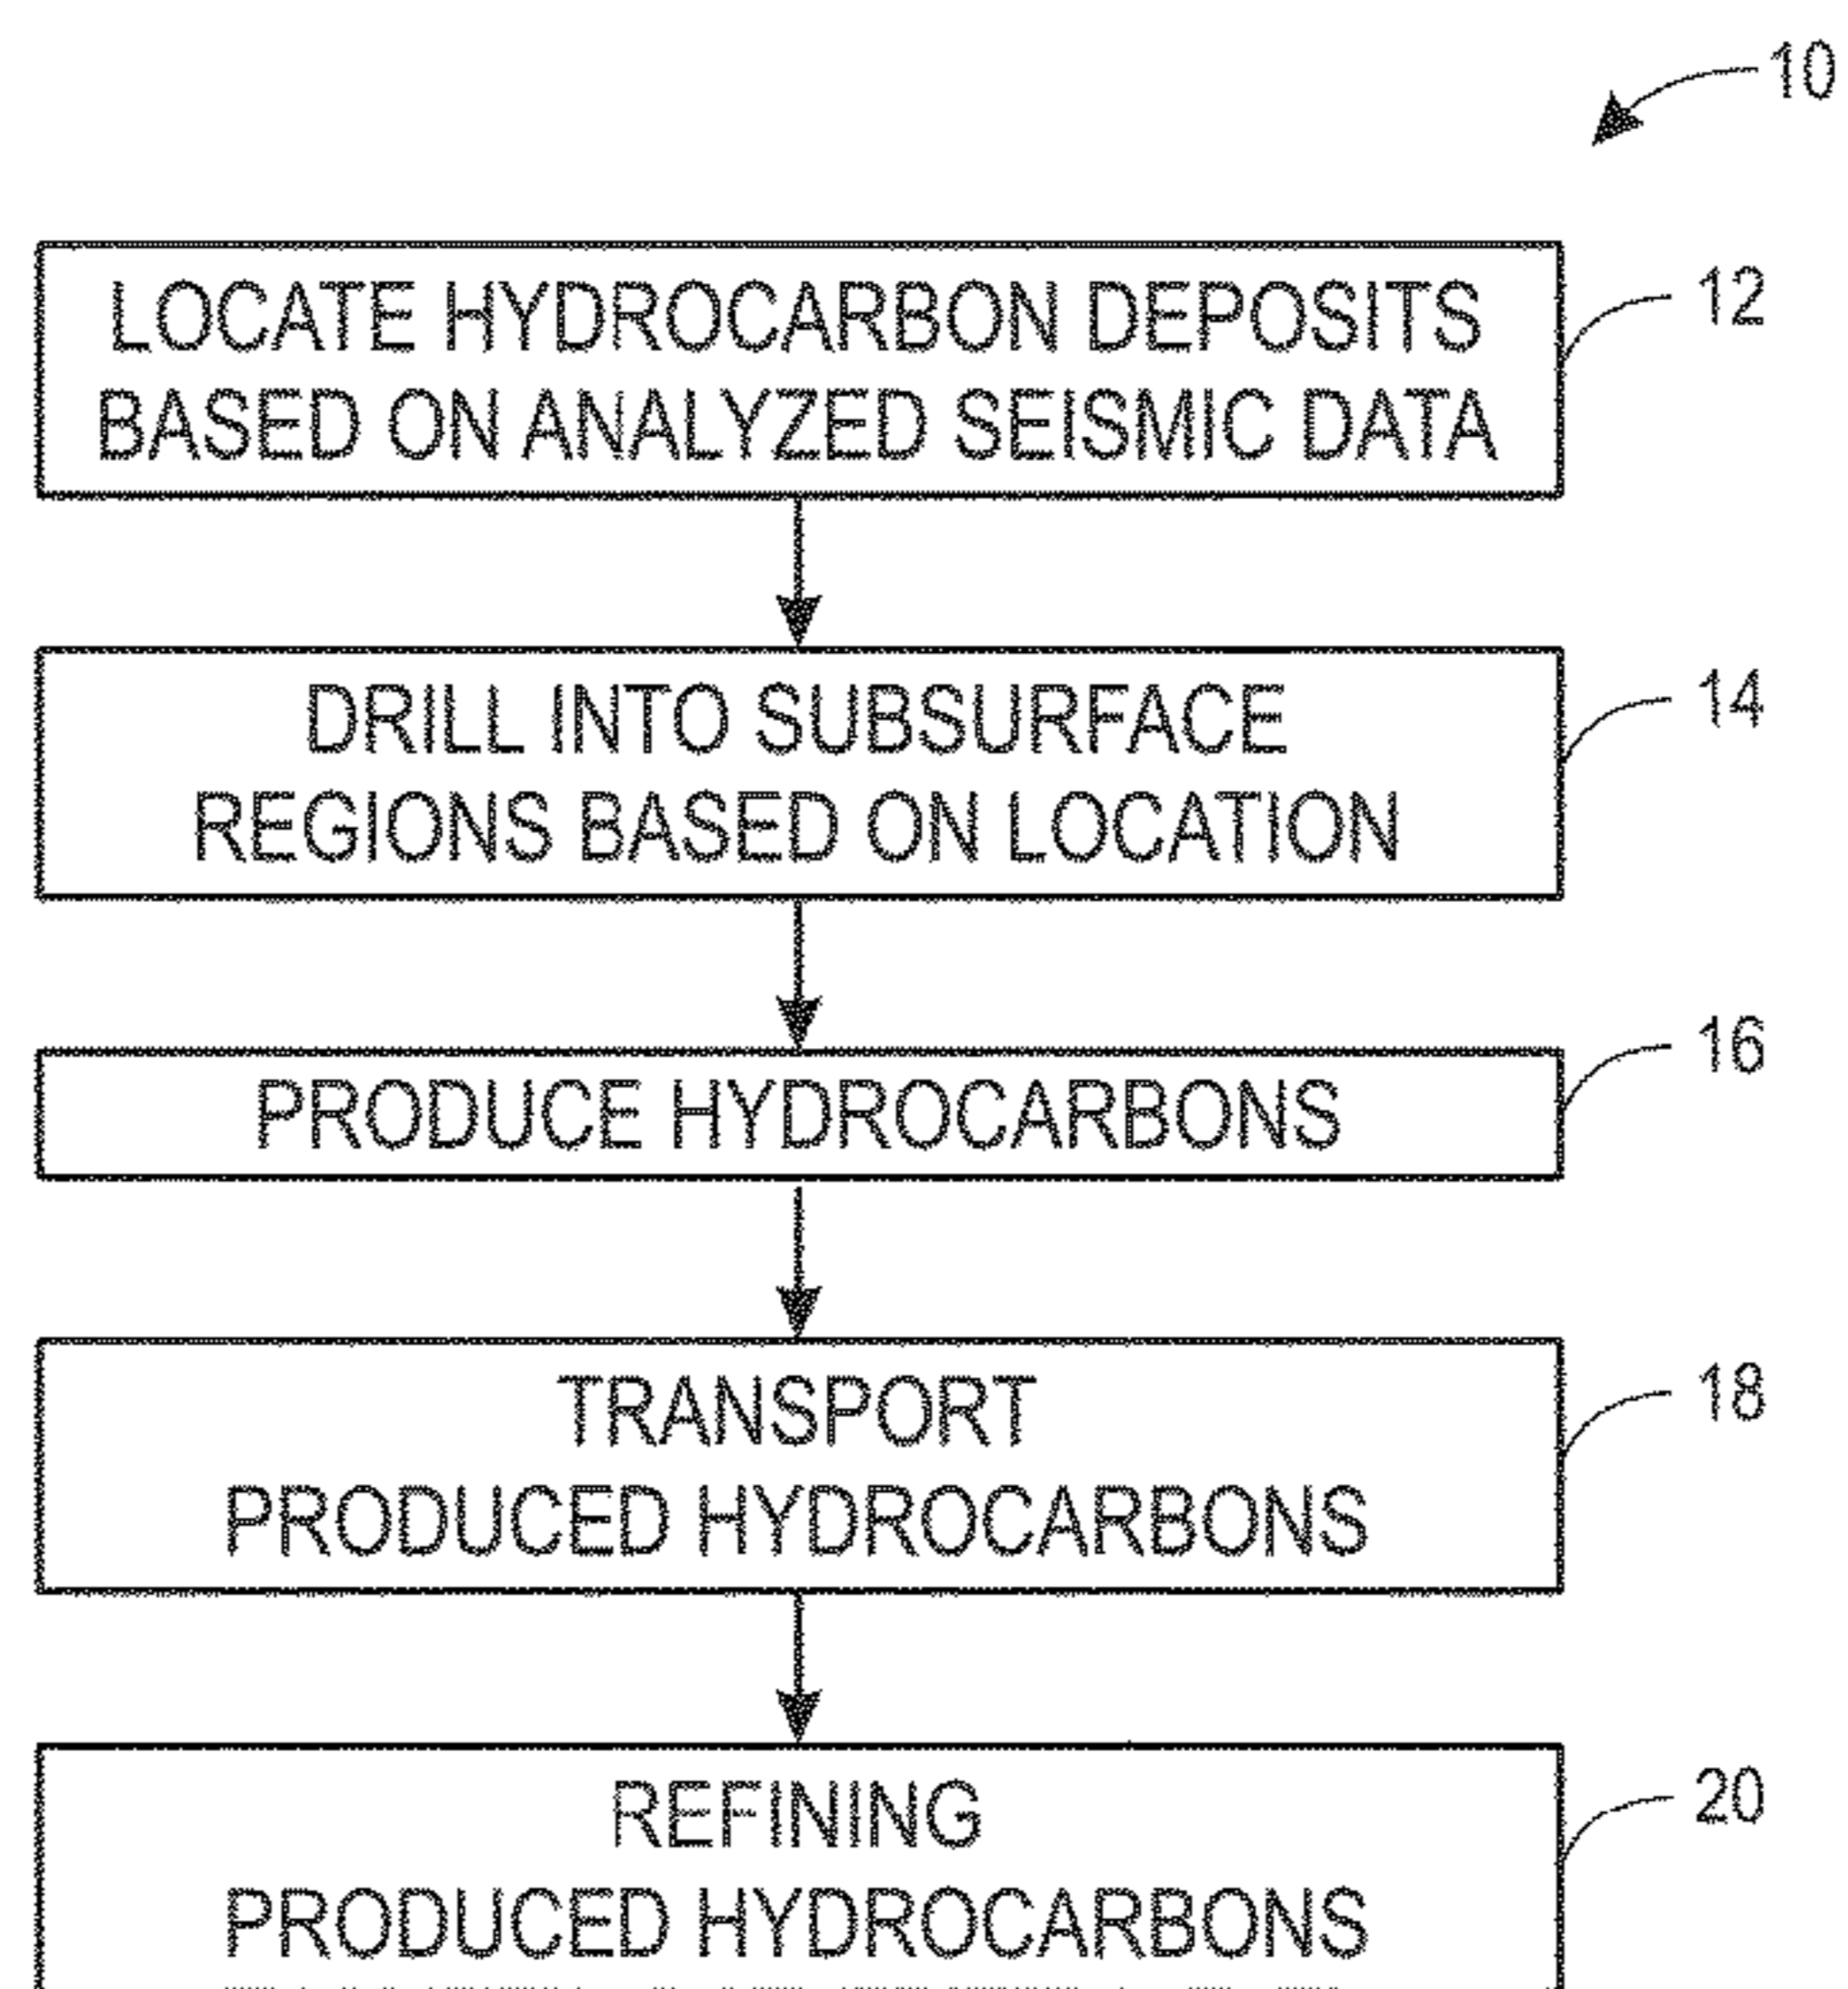 10
LOCATE HYDROCARBON DEPOSITS
BASED ON ANALYZED SEISMIC DATA
12
DRILL INTO SUBSURFACE
REGIONS BASED ON LOCATION
14
PRODUCE HYDROCARBONS
16
TRANSPORT
PRODUCED HYDROCARBONS
18
REFINING
PRODUCED HYDROCARBONS
20